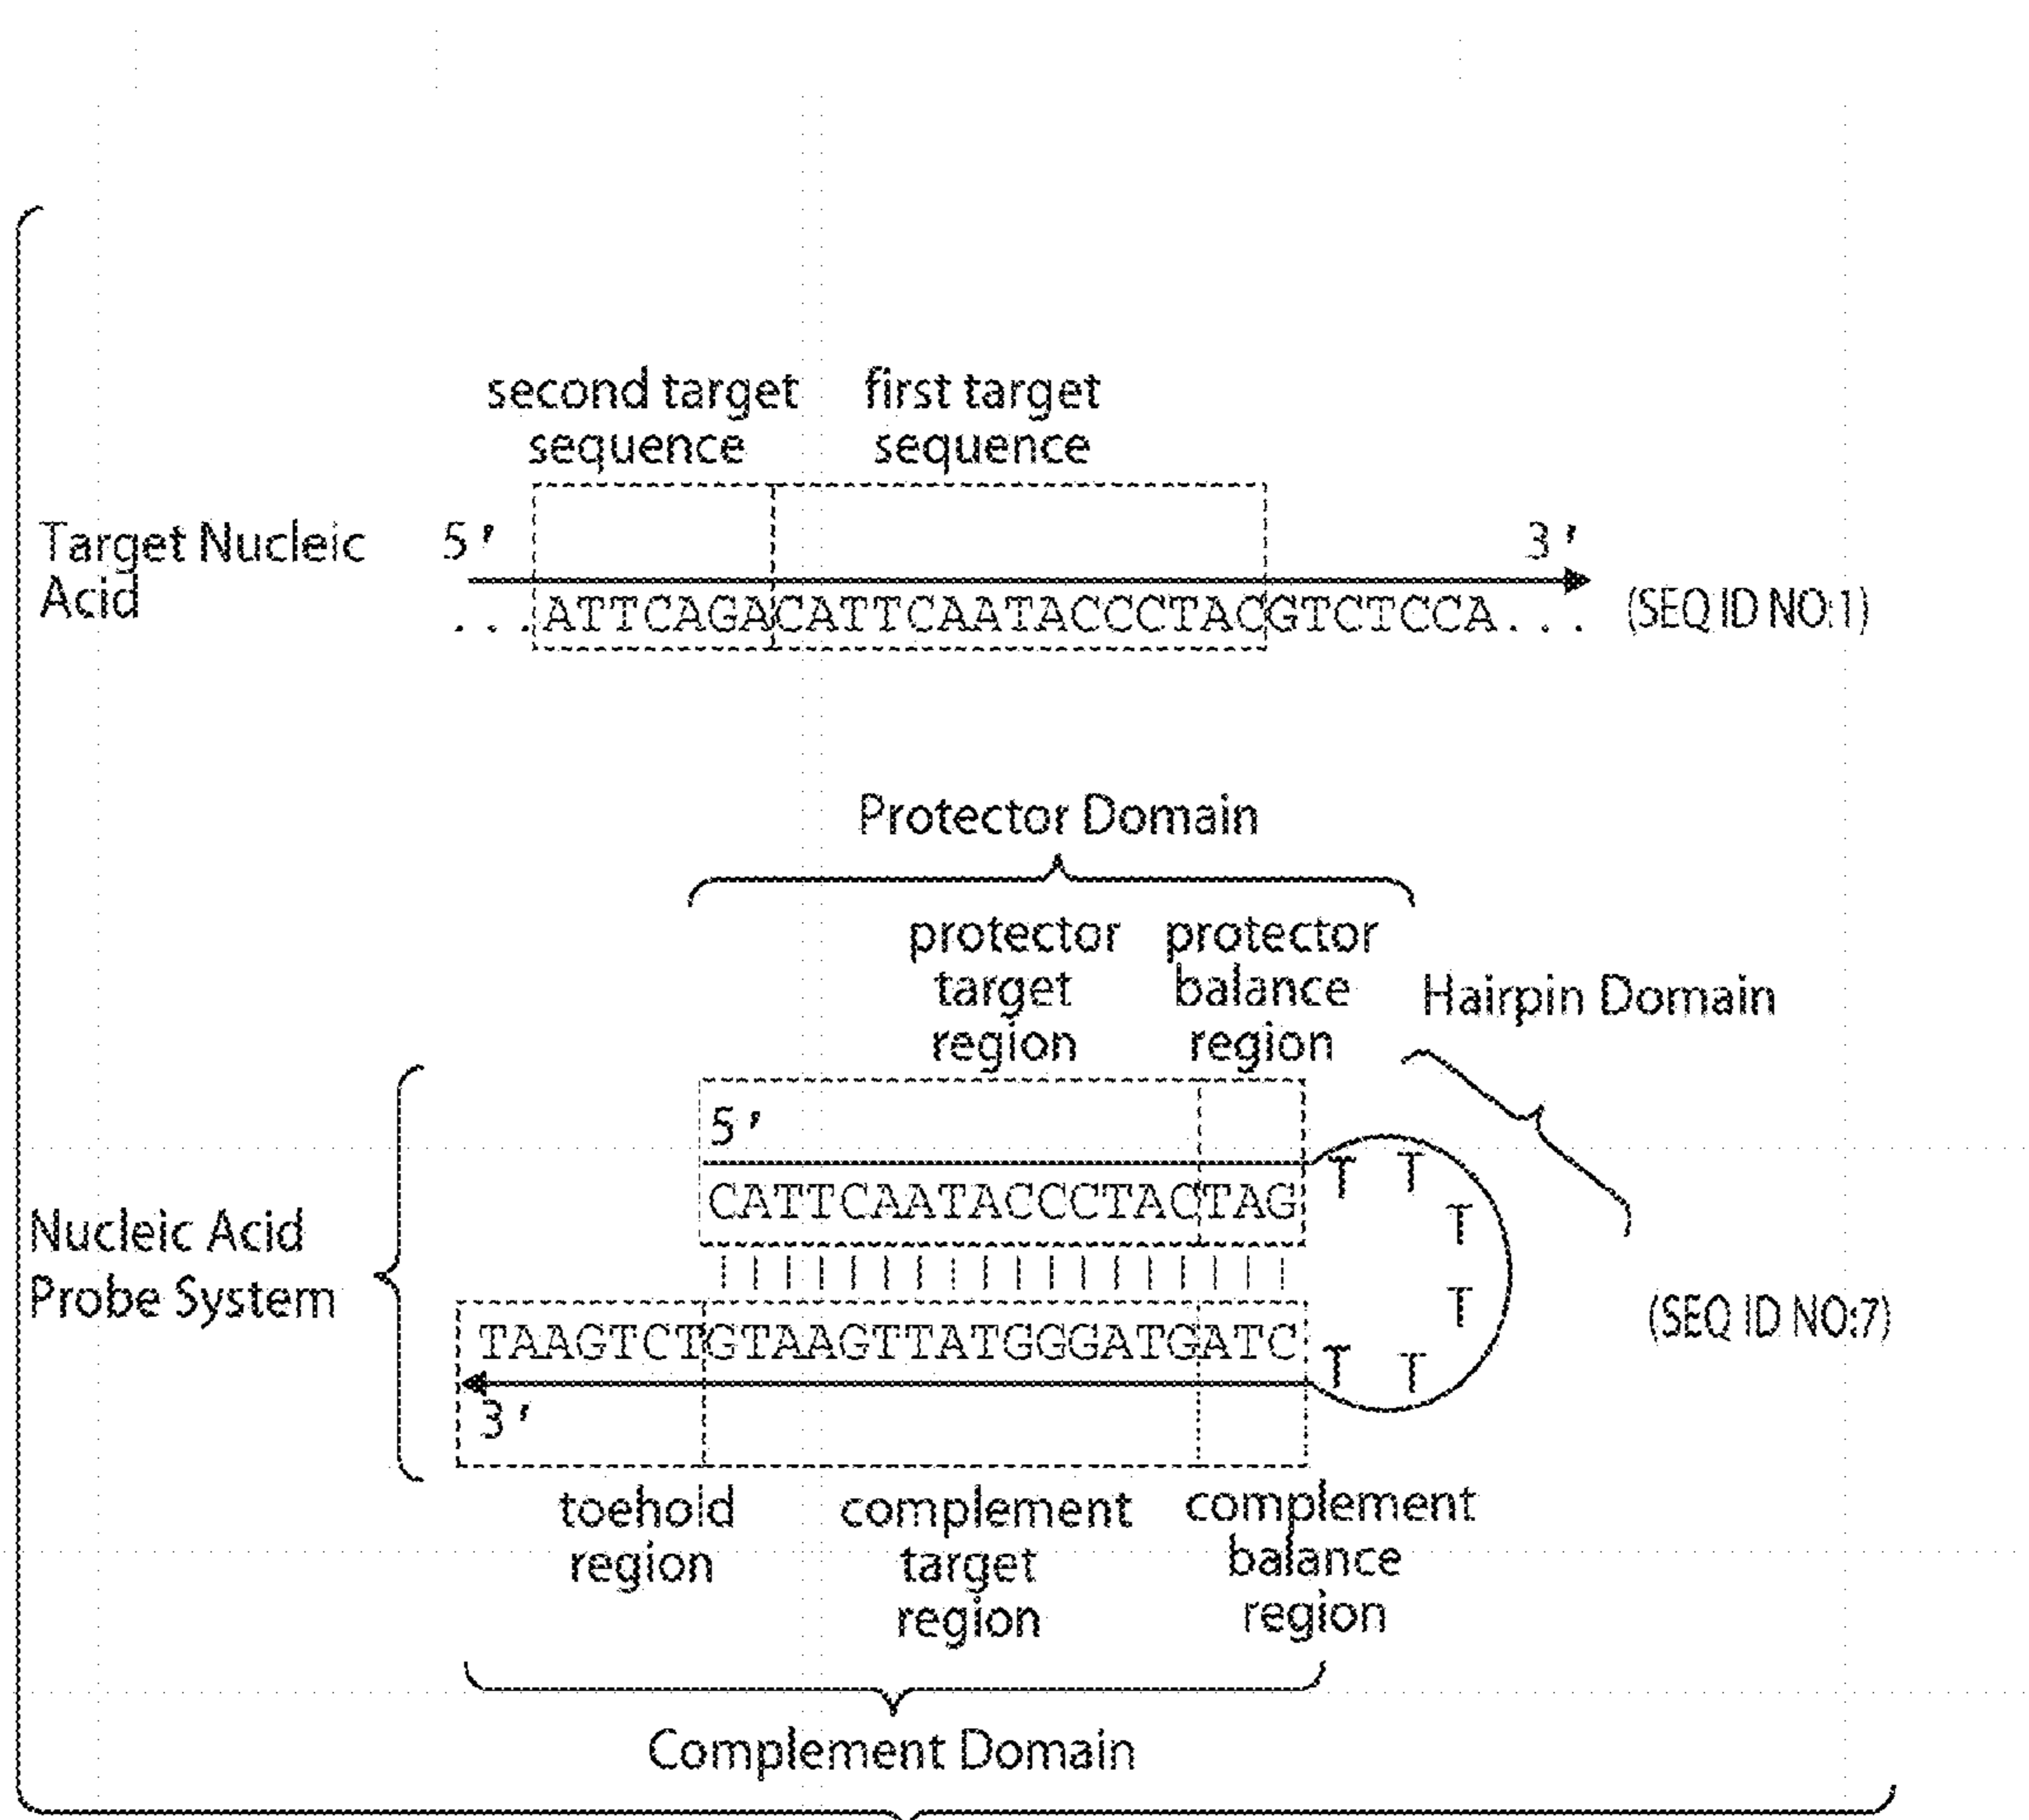 second target
sequence
first target
sequence
Target Nucleic
Acid
5'
3'
...ATTCAGACATTCAATACCCTACGTCTCCA...
(SEQ ID NO:1)
Protector Domain
protector
target
region
protector
balance
region
Hairpin Domain
5'
CATTCAATACCCTACTAG
T
T
T
T
T
T
Nucleic Acid
Probe System
TAAGTCTGTAAGTTATGGGATGATC
3'
(SEQ ID NO:7)
toehold
region
complement
target
region
complement
balance
region
Complement Domain